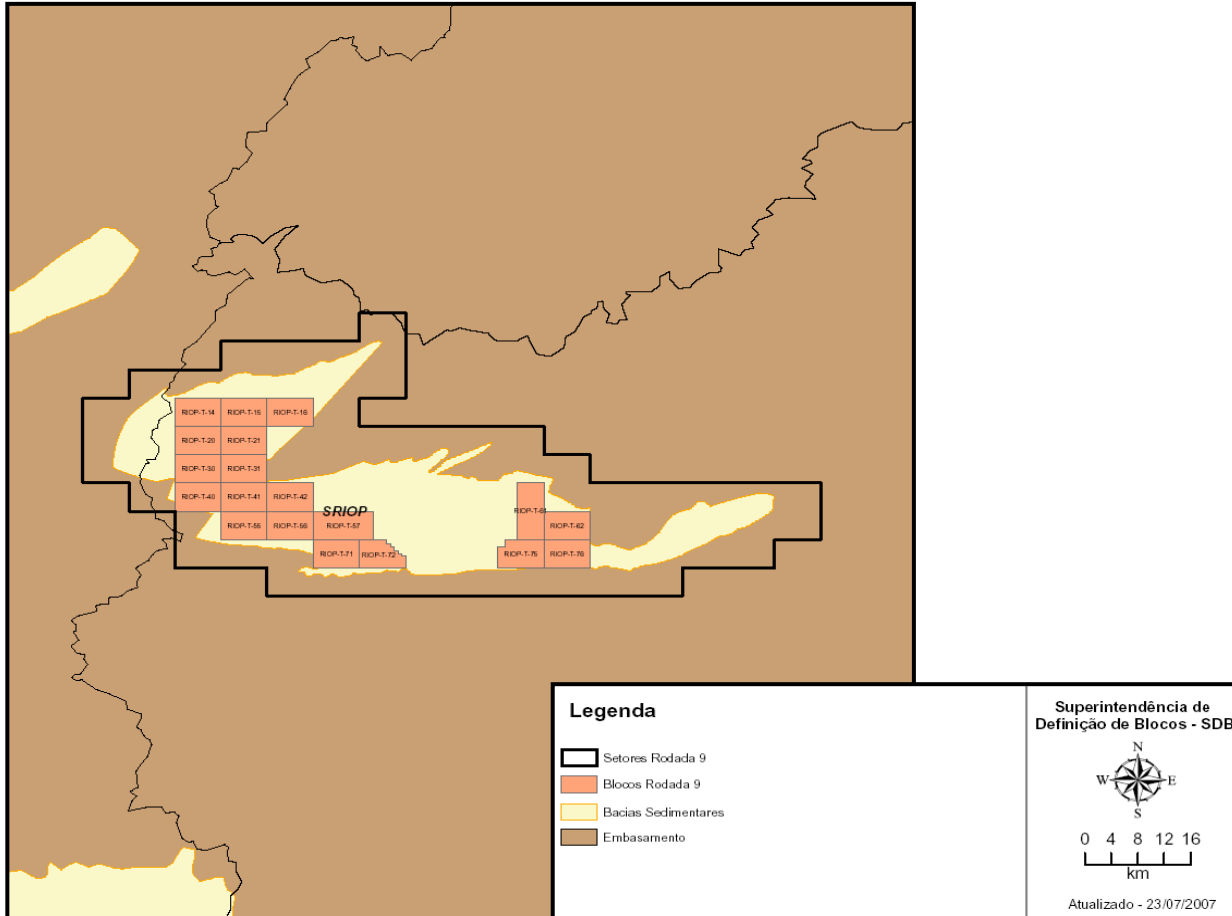 RIOP-T-14 RIOP-T-15 RIOP-T-16
RIOP-T-20 RIOP-T-21
RIOP-T-30 RIOP-T-31
RIOP-T-40 RIOP-T-41 RIOP-T-42
SRIOP
RIOP-T-61
RIOP-T-55 RIOP-T-56 RIOP-T-57 RIOP-T-62
RIOP-T-71 RIOP-T-72 RIOP-T-75 RIOP-T-76
Legenda
Setores Rodada 9
Blocos Rodada 9
Bacias Sedimentares
Embasamento
Superintendência de
Definição de Blocos - SDB
N
W E
S
0 4 8 12 16
km
Atualizado - 23/07/2007